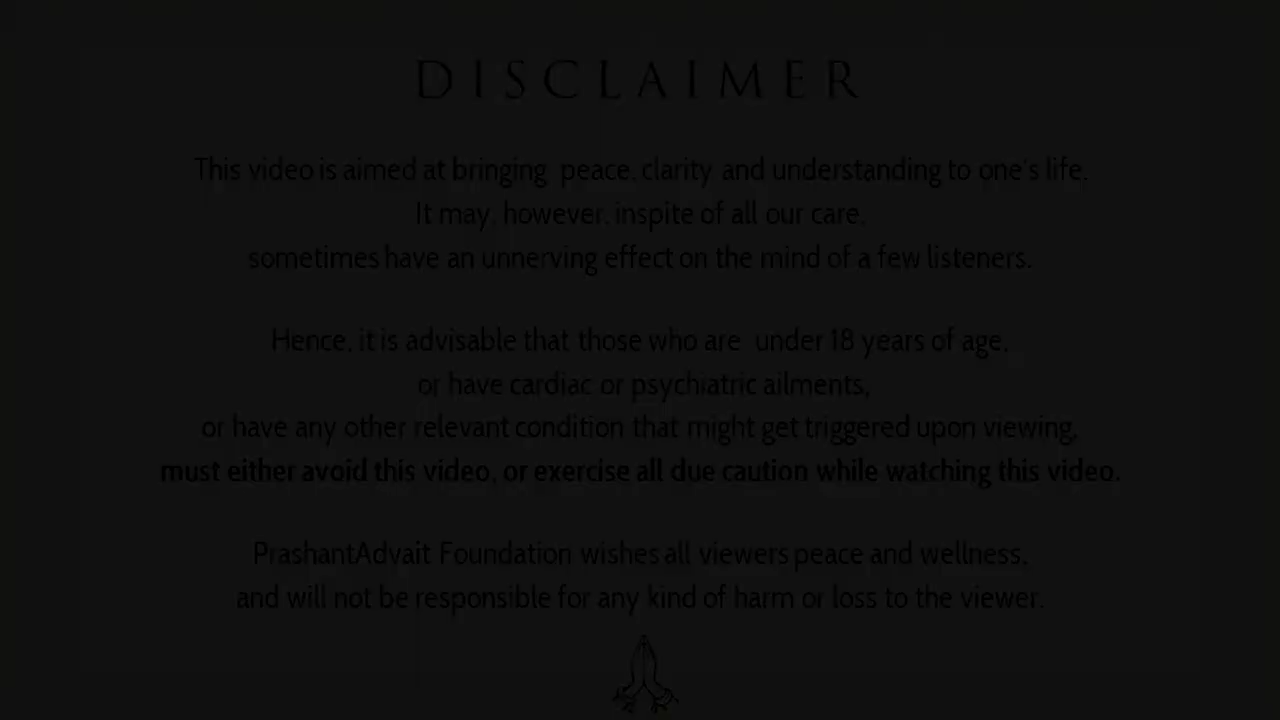 DISCLAIMER
This video is aimed at bringing peace, clarity and understanding to one's life.
It may, however, inspite of all our care,
sometimes have an unnerving effect on the mind of a few listeners.
Hence, it is advisable that those who are under 18 years of age,
or have cardiac or psychiatric ailments,
or have any other relevant condition that might get triggered upon viewing,
must either avoid this video, or exercise all due caution while watching this video.
PrashantAdvait Foundation wishes all viewers peace and wellness,
and will not be responsible for any kind of harm or loss to the viewer.